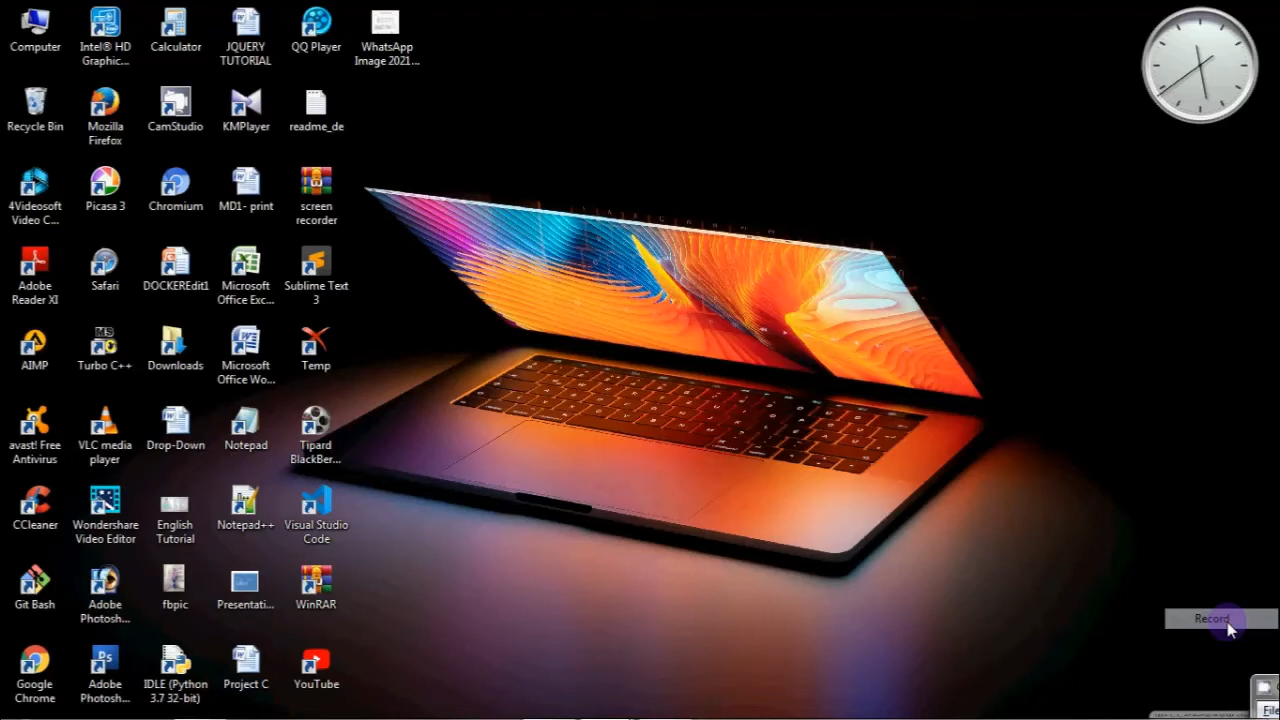 Computer
Intel® HD
Graphic...
Calculator
JQUERY
TUTORIAL
QQ Player
WhatsApp
Image 2021...
Recycle Bin
Mozilla
Firefox
CamStudio
KMPlayer
readme_de
4Videosoft
Video C...
Picasa 3
Chromium
MD1- print
screen
recorder
Adobe
Reader XI
Safari
DOCKEREdit1
Microsoft
Office Exc...
Sublime Text
3
AIMP
Turbo C++
Downloads
Microsoft
Office Wo...
Temp
avast! Free
Antivirus
VLC media
player
Drop-Down
Notepad
Tipard
BlackBer...
CCleaner
Wondershare
Video Editor
English
Tutorial
Notepad++
Visual Studio
Code
Git Bash
Adobe
Photosh...
fbpic
Presentati...
WinRAR
Record
Google
Chrome
Adobe
Photosh...
IDLE (Python
3.7 32-bit)
Project C
YouTube
File